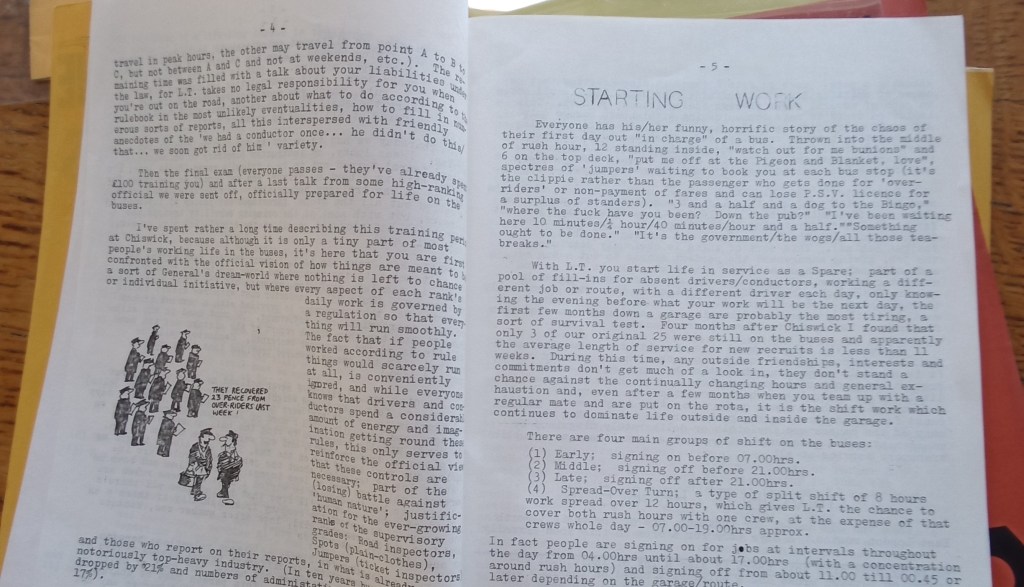 - 4 -
travel in peak hours, the other may travel from point A to B to
C, but not between A and C and not at weekends, etc.). The re-
maining time was filled with a talk about your liabilities under
the law, for L.T. takes no legal responsibility for you when
you're out on the road, another about what to do according to the
rulebook in the most unlikely eventualities, how to fill in num-
erous sorts of reports, all this interspersed with friendly
anecdotes of the 'we had a conductor once... he didn't do this/
that... we soon got rid of him' variety.
Then the final exam (everyone passes - they've already spent
£100 training you) and after a last talk from some high-ranking
official we were sent off, officially prepared for life on the
buses.
I've spent rather a long time describing this training
at Chiswick, because although it is only a tiny part of most
people's working life in the buses, it's here that you are first
confronted with the official vision of how things are meant to
a sort of General's dream-world where nothing is left to chance
or individual initiative, but where every aspect of each rank's
daily work is governed by
a regulation so that every-
thing will run smoothly.
The fact that if people
worked according to rule
things would scarcely run
at all, is conveniently
ignored, and while everyone
knows that drivers and con-
ductors spend a considerable
amount of energy and imag-
ination getting round these
rules, this only serves to
reinforce the official
that these controls are
necessary; part of the
(losing) battle against
'human nature'; justific-
ation for the ever-growing
ranks of the supervisory
grades: Road inspectors,
Spots (plain-clothes),
Jumpers (ticket inspectors
THEY RECOVERED
23 PENCE FROM
OVER-RIDERS LAST
WEEK!
and those who report on their reports, in what is already
notoriously top-heavy industry. (In ten years
dropped by 21% and numbers of
17%).
- 5 -
STARTING WORK
Everyone has his/her funny, horrific story of the chaos of
their first day out "in charge" of a bus. Thrown into the middle
of rush hour, 12 standing inside, "watch out for me bunions" and
6 on the top deck, "put me off at the Pigeon and Blanket, love",
spectres of 'jumpers' waiting to book you at each bus stop (it's
the clippie rather than the passenger who gets done for 'over-
riders' or non-payment of fares and can lose P.S.V. licence for
a surplus of standers). "3 and a half and a dog to the Bingo,"
"where the fuck have you been? Down the pub?" "I've been waiting
here 10 minutes/¼ hour/40 minutes/hour and a half.""Something
ought to be done." "It's the government/the wogs/all those tea-
breaks."
With L.T. you start life in service as a Spare; part of a
pool of fill-ins for absent drivers/conductors, working a diff-
erent job or route, with a different driver each day, only know-
ing the evening before what your work will be the next day, the
first few months down a garage are probably the most tiring, a
sort of survival test. Four months after Chiswick I found that
only 3 of our original 25 were still on the buses and apparently
the average length of service for new recruits is less than 11
weeks. During this time, any outside friendships, interests and
commitments don't get much of a look in, they don't stand a
chance against the continually changing hours and general ex-
haustion and, even after a few months when you team up with a
regular mate and are put on the rota, it is the shift work which
continues to dominate life outside and inside the garage.
There are four main groups of shift on the buses:
(1) Early; signing on before 07.00hrs.
(2) Middle; signing off before 21.00hrs.
(3) Late; signing off after 21.00hrs.
(4) Spread-Over Turn; a type of split shift of 8 hours
work spread over 12 hours, which gives L.T. the chance to
cover both rush hours with one crew, at the expense of that
crews whole day - 07.00-19.00hrs approx.
In fact people are signing on for jobs at intervals throughout
the day from 04.00hrs until about 17.00hrs (with a concentration
around rush hours) and signing off from about 11.00 till 00.45 or
later depending on the garage/route.